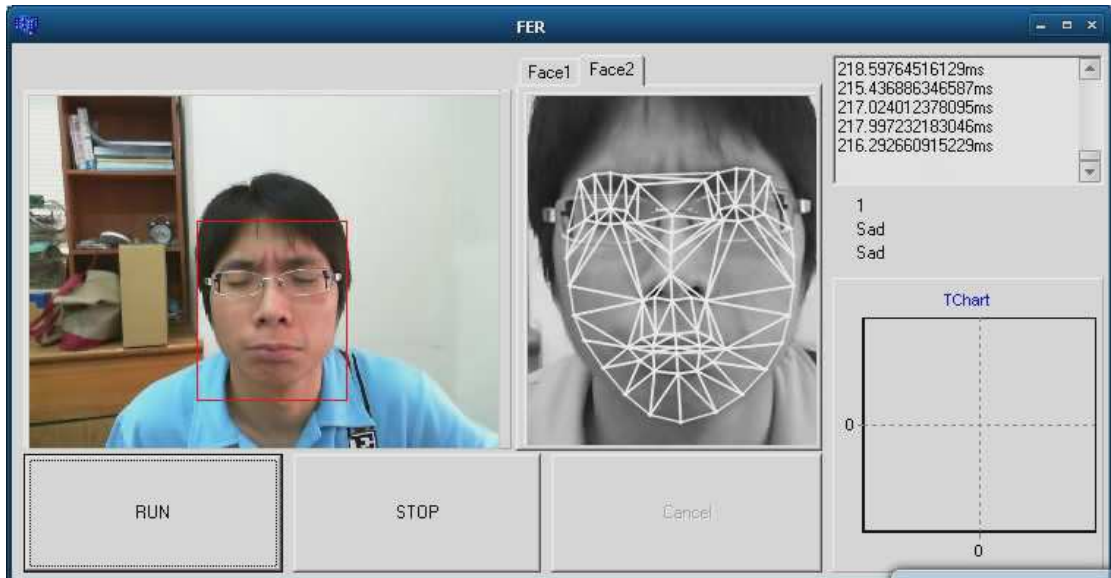 FER
Face1 Face2
218.59764516129ms
215.436886346587ms
217.024012378095ms
217.997232183046ms
216.292660915229ms
1
Sad
Sad
TChart
0
0
RUN
STOP
Cancel